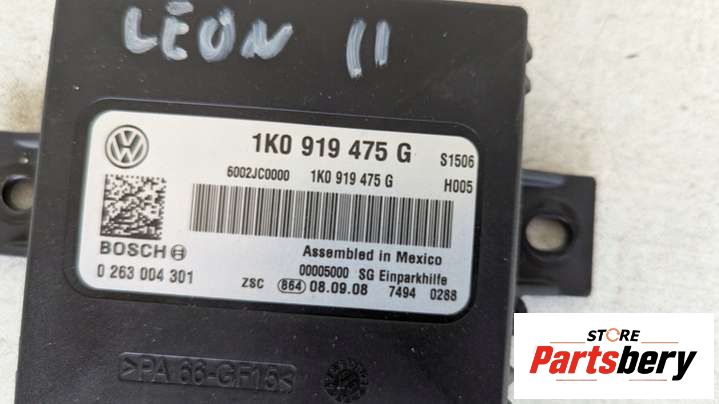 LEON II
1K0 919 475 G S1506
6002JC0000 1K0 919 475 G H005
BOSCH
0 263 004 301
Assembled in Mexico
00005000 SG Einparkhilfe
ZSC 864 08.09.08 7494 0288
>PA 66-GF15<
STORE
Partsbery